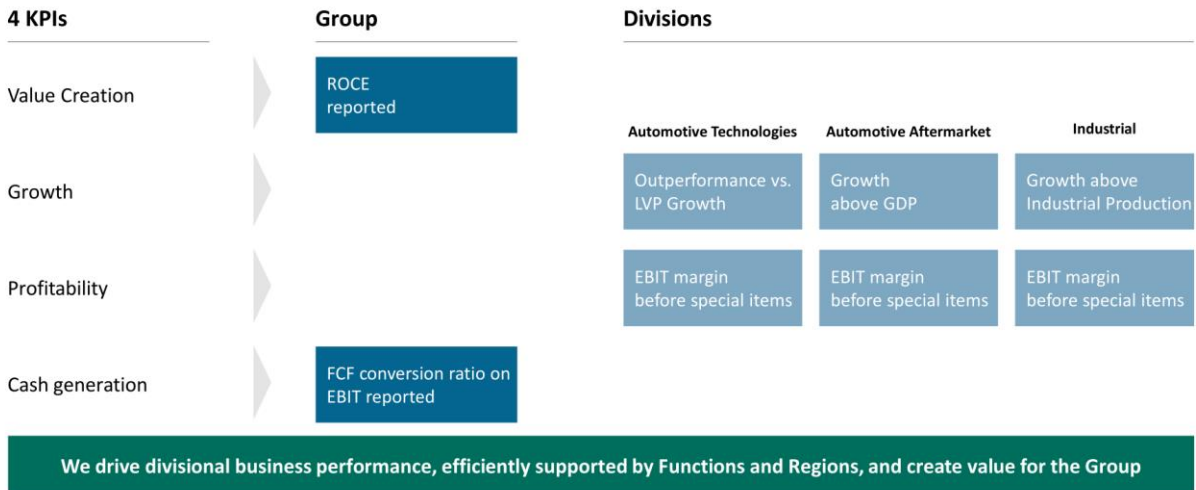 4 KPIs
Group
Divisions
Value Creation
ROCE
reported
Automotive Technologies
Automotive Aftermarket
Industrial
Growth
Outperformance vs.
LVP Growth
Growth
above GDP
Growth above
Industrial Production
Profitability
EBIT margin
before special items
EBIT margin
before special items
EBIT margin
before special items
Cash generation
FCF conversion ratio on
EBIT reported
We drive divisional business performance, efficiently supported by Functions and Regions, and create value for the Group